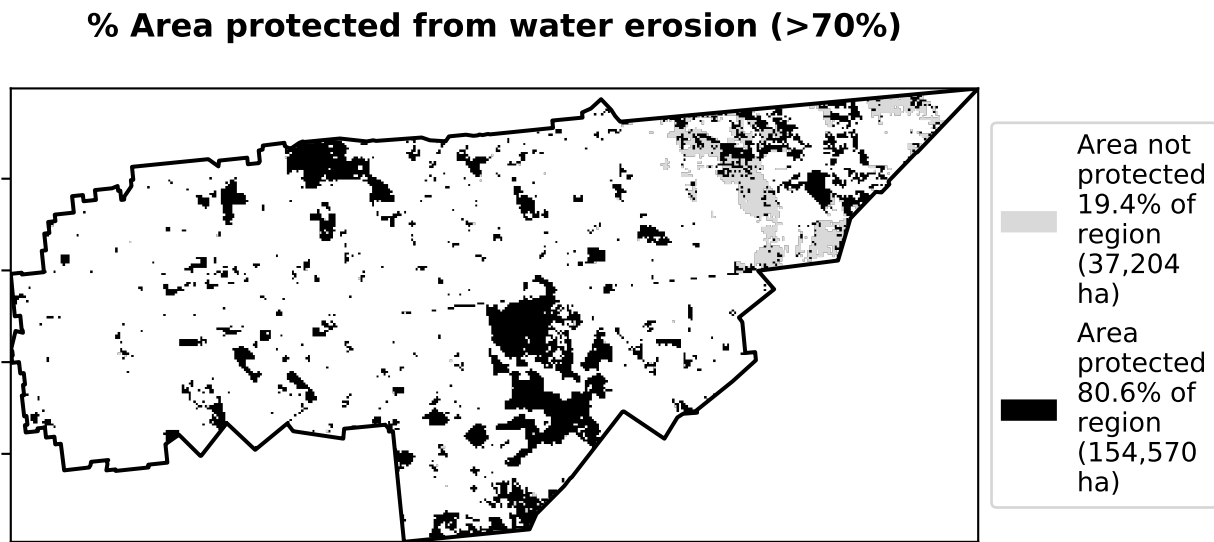 % Area protected from water erosion (>70%)
Area not
protected
19.4% of
region
(37,204
ha)
Area
protected
80.6% of
region
(154,570
ha)